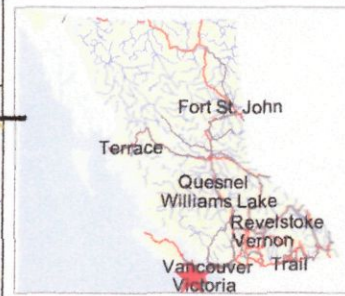 Fort St. John
Terrace
Quesnel
Williams Lake
Revelstoke
Vernon
Vancouver Trail
Victoria